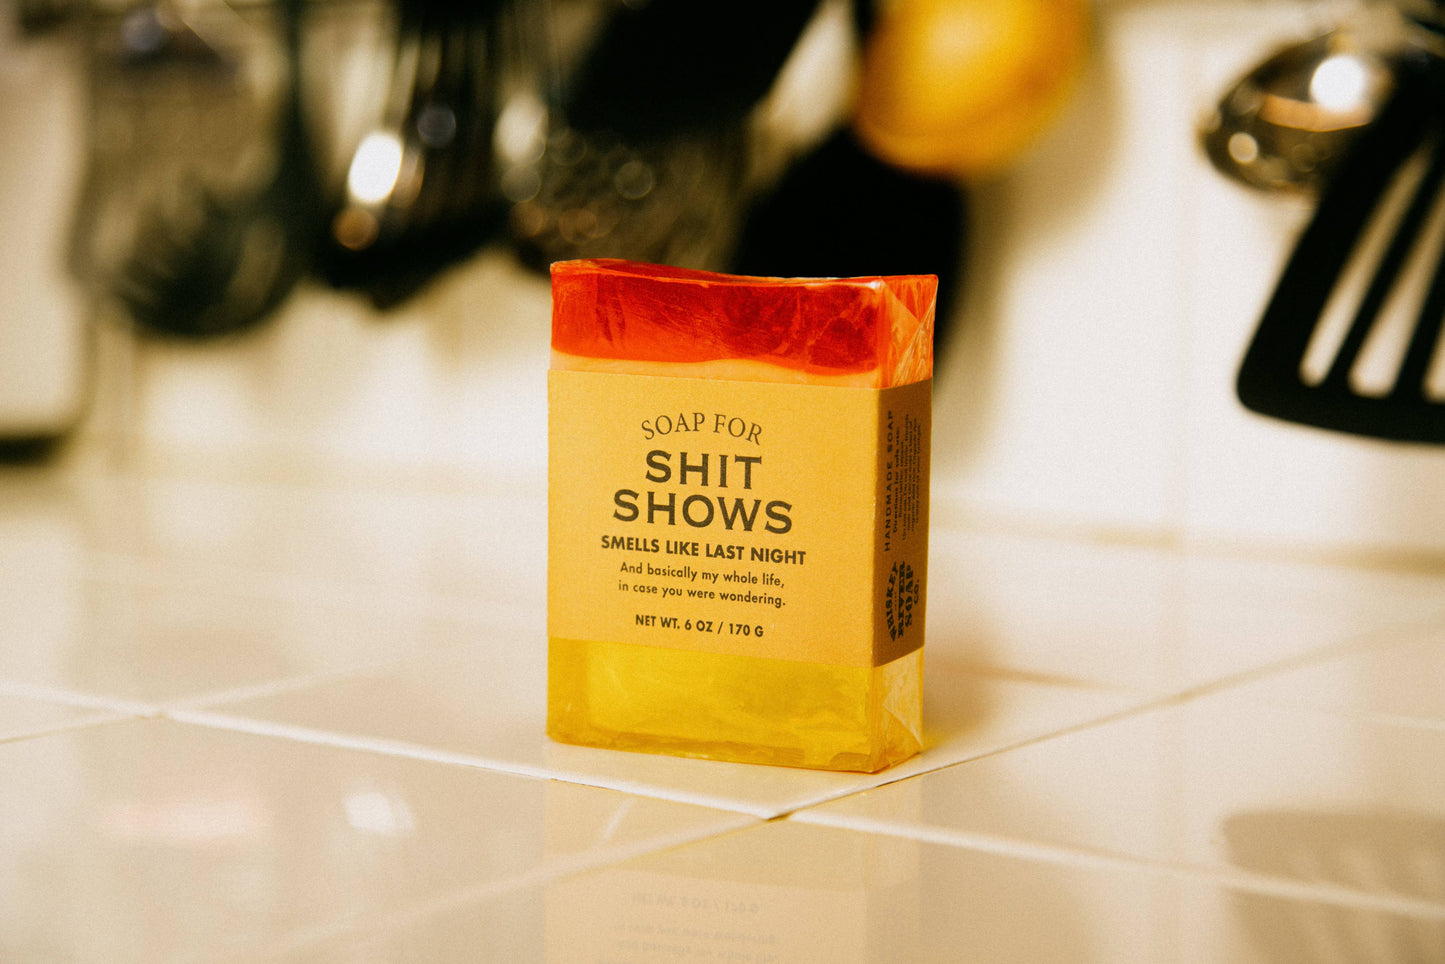 SOAP FOR
SHIT
SHOWS
SMELLS LIKE LAST NIGHT
And basically my whole life,
in case you were wondering.
NET WT. 6 OZ / 170 G
HANDMADE SOAP
WHISKEY
RIVER
SOAP
CO.